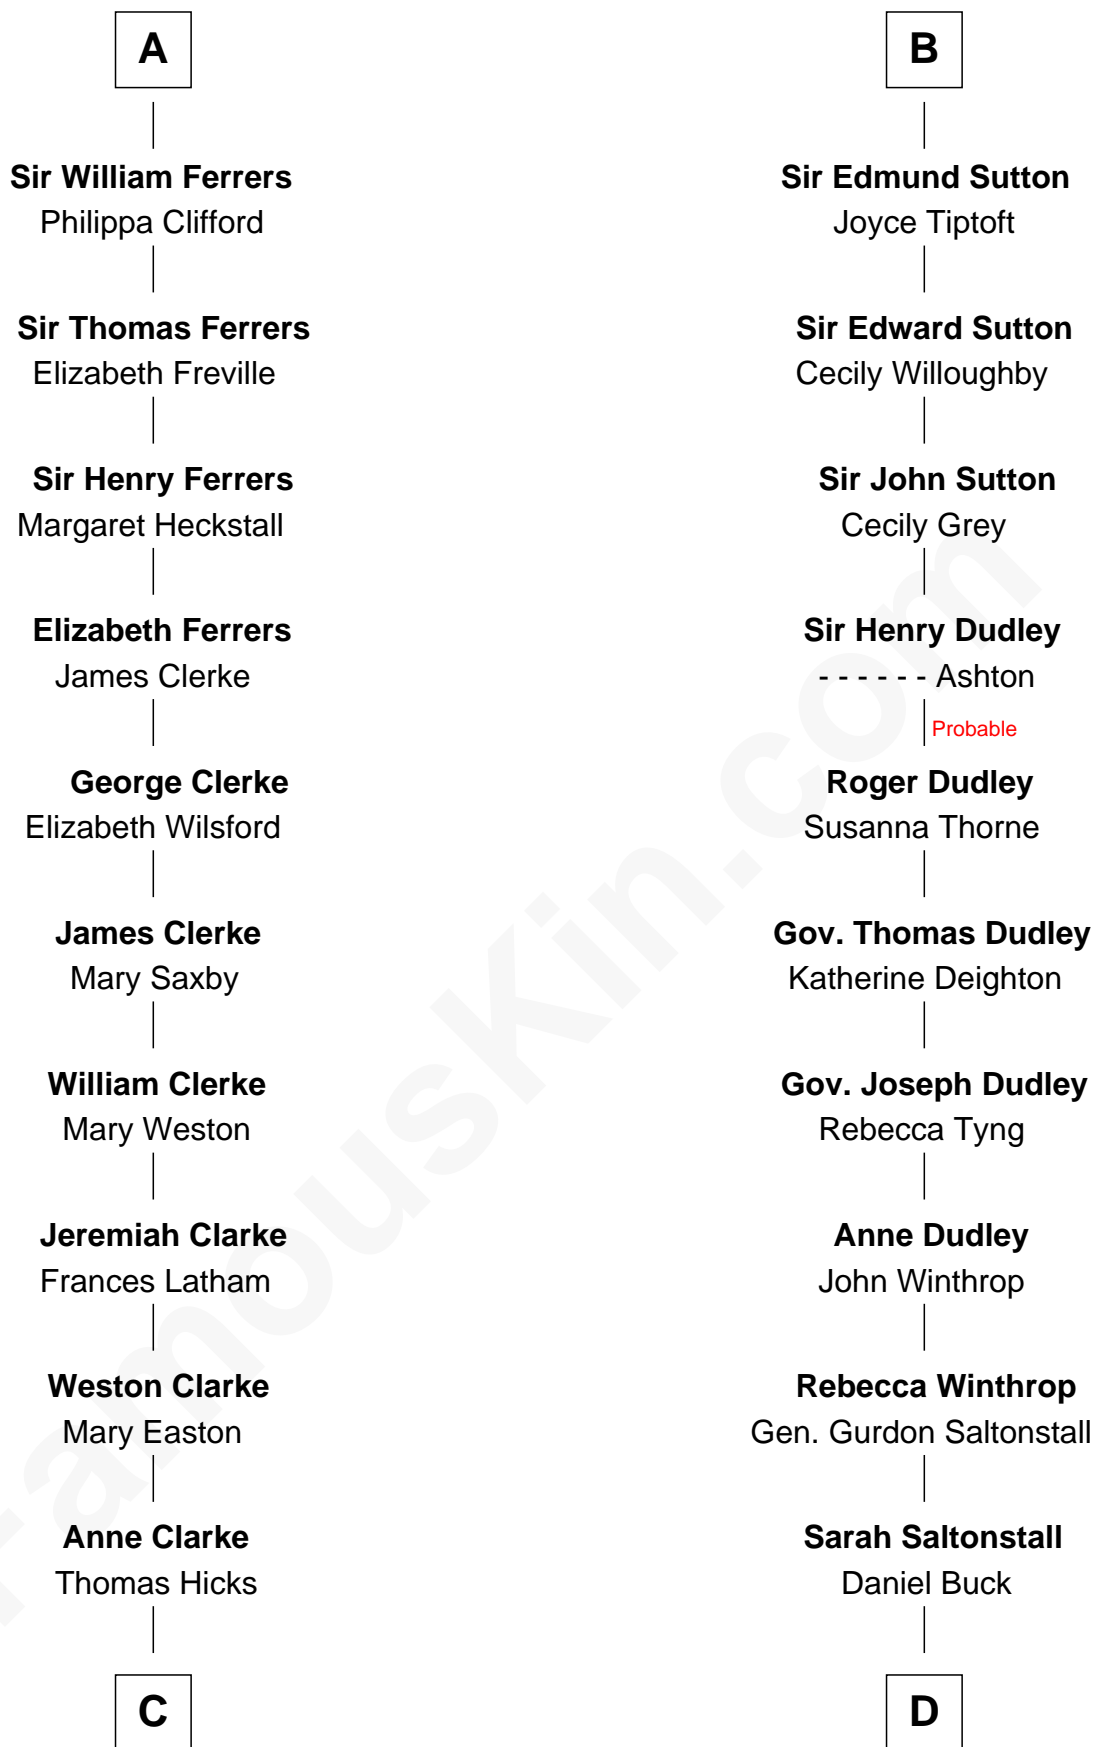 A
Sir William Ferrers
Philippa Clifford
Sir Thomas Ferrers
Elizabeth Freville
Sir Henry Ferrers
Margaret Heckstall
Elizabeth Ferrers
James Clerke
George Clerke
Elizabeth Wilsford
James Clerke
Mary Saxby
William Clerke
Mary Weston
Jeremiah Clarke
Frances Latham
Weston Clarke
Mary Easton
Anne Clarke
Thomas Hicks
C
B
Sir Edmund Sutton
Joyce Tiptoft
Sir Edward Sutton
Cecily Willoughby
Sir John Sutton
Cecily Grey
Sir Henry Dudley
- - - - - - Ashton
Probable
Roger Dudley
Susanna Thorne
Gov. Thomas Dudley
Katherine Deighton
Gov. Joseph Dudley
Rebecca Tyng
Anne Dudley
John Winthrop
Rebecca Winthrop
Gen. Gurdon Saltonstall
Sarah Saltonstall
Daniel Buck
D
FamousKin.com